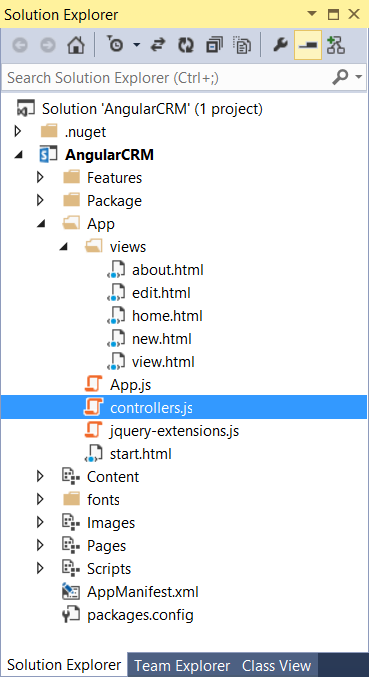 Solution Explorer
Search Solution Explorer (Ctrl+;)
Solution 'AngularCRM' (1 project)
.nuget
AngularCRM
Features
Package
App
views
about.html
edit.html
home.html
new.html
view.html
App.js
controllers.js
jquery-extensions.js
start.html
Content
fonts
Images
Pages
Scripts
AppManifest.xml
packages.config
Solution Explorer Team Explorer Class View